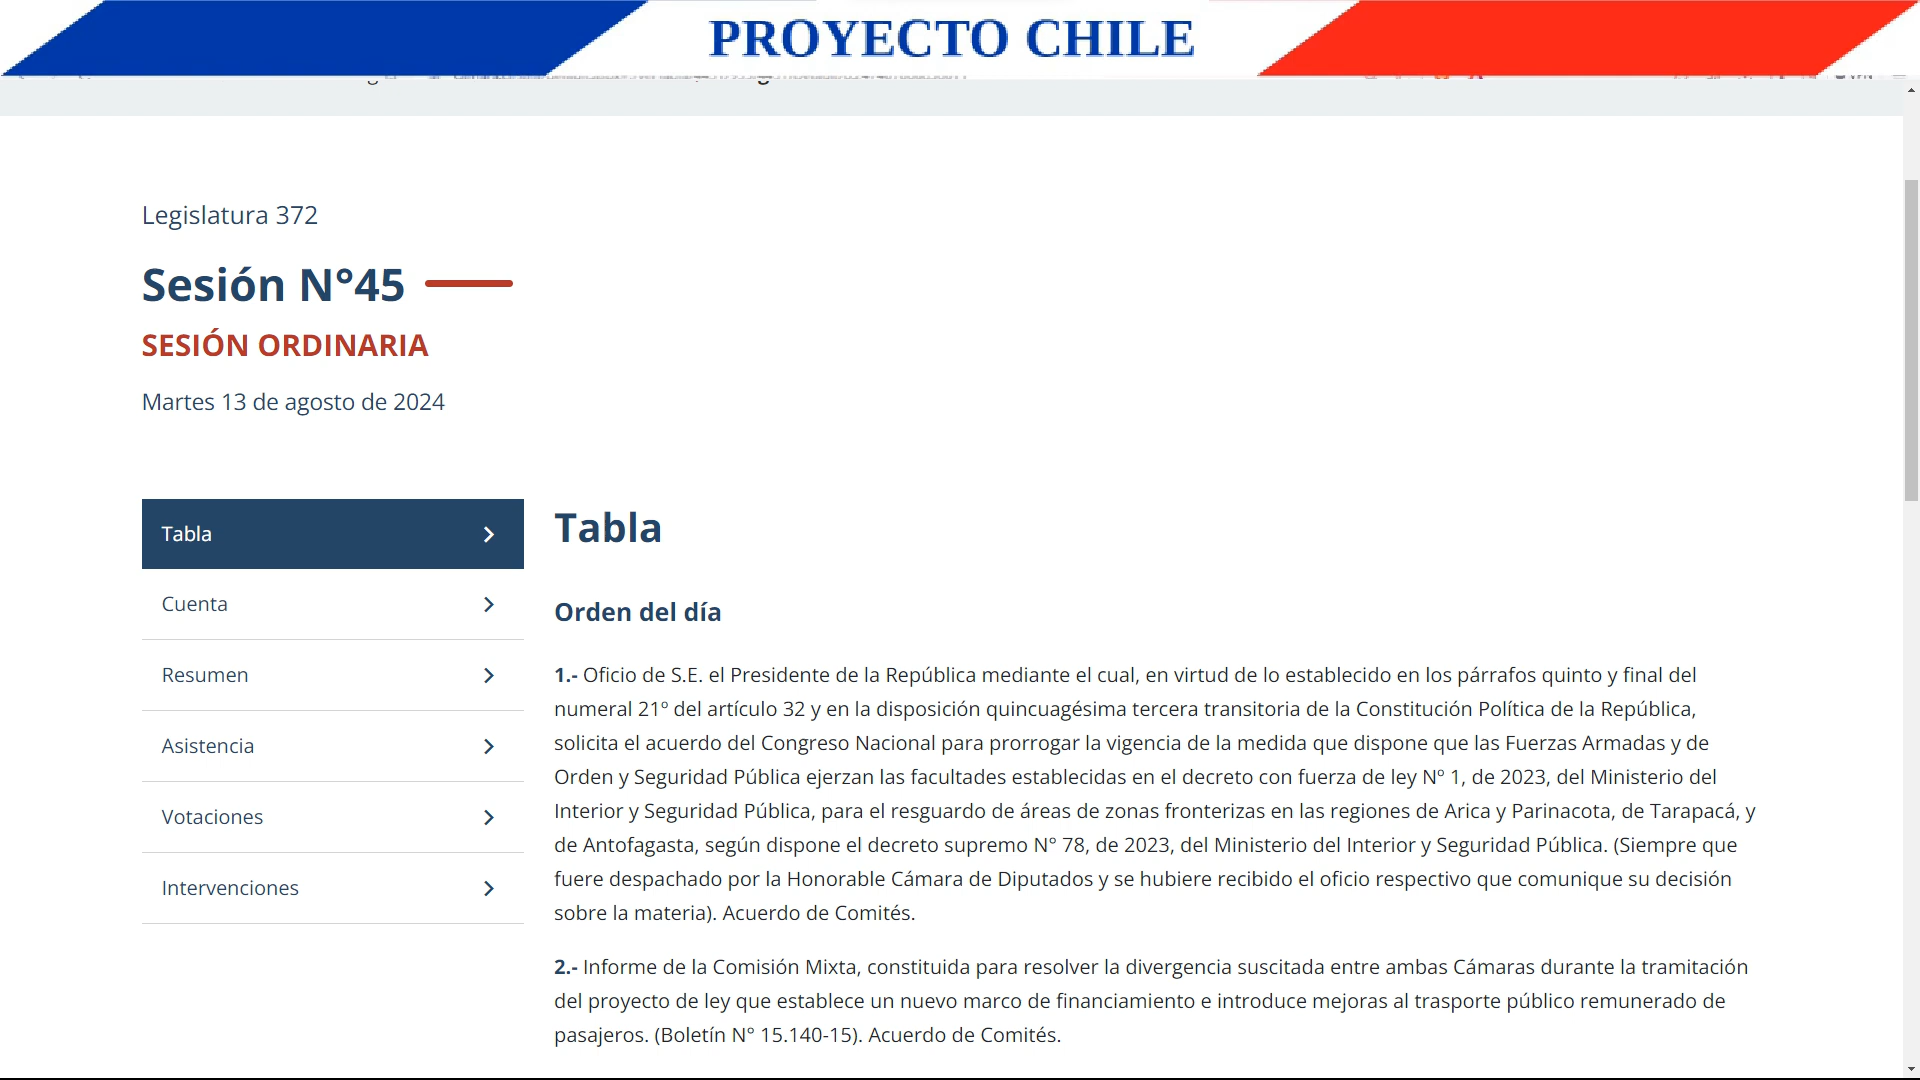 PROYECTO CHILE
Legislatura 372
Sesión N°45
SESIÓN ORDINARIA
Martes 13 de agosto de 2024
Tabla
Cuenta
Resumen
Asistencia
Votaciones
Intervenciones
Tabla
Orden del día
1.- Oficio de S.E. el Presidente de la República mediante el cual, en virtud de lo establecido en los párrafos quinto y final del
numeral 21º del artículo 32 y en la disposición quincuagésima tercera transitoria de la Constitución Política de la República,
solicita el acuerdo del Congreso Nacional para prorrogar la vigencia de la medida que dispone que las Fuerzas Armadas y de
Orden y Seguridad Pública ejerzan las facultades establecidas en el decreto con fuerza de ley Nº 1, de 2023, del Ministerio del
Interior y Seguridad Pública, para el resguardo de áreas de zonas fronterizas en las regiones de Arica y Parinacota, de Tarapacá, y
de Antofagasta, según dispone el decreto supremo N° 78, de 2023, del Ministerio del Interior y Seguridad Pública. (Siempre que
fuere despachado por la Honorable Cámara de Diputados y se hubiere recibido el oficio respectivo que comunique su decisión
sobre la materia). Acuerdo de Comités.
2.- Informe de la Comisión Mixta, constituida para resolver la divergencia suscitada entre ambas Cámaras durante la tramitación
del proyecto de ley que establece un nuevo marco de financiamiento e introduce mejoras al trasporte público remunerado de
pasajeros. (Boletín N° 15.140-15). Acuerdo de Comités.